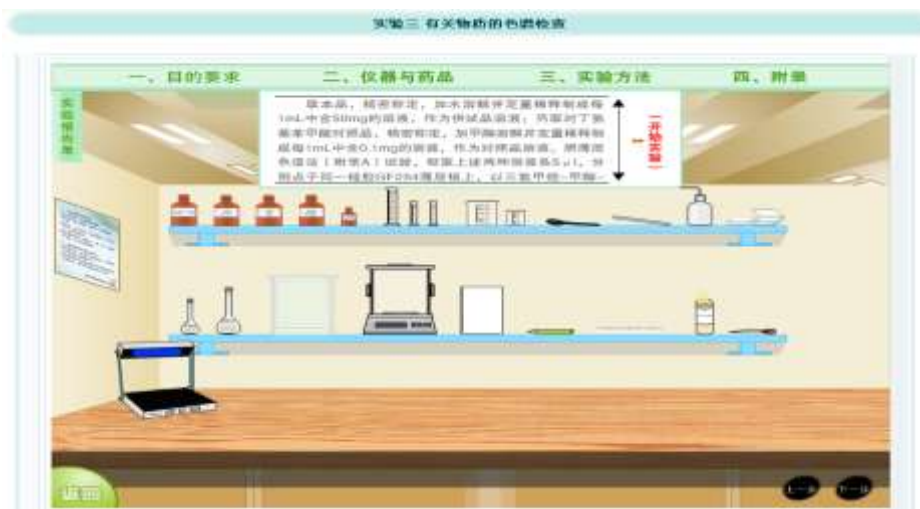 实验三 有关物质的色谱检查
一、目的要求
二、仪器与药品
三、实验方法
四、附录
取本品，精密称定，加水溶解并定量稀释制成每
1mL中含50mg的溶液，作为供试品溶液；另取对丁氨
基苯甲酸对照品，精密称定，加甲醇溶解并定量稀释制
成每1mL中含0.1mg的溶液，作为对照品溶液。照薄层
色谱法（附录A）试验，吸取上述两种溶液各5μl，分
别点于同一硅胶GF254薄层板上，以三氯甲烷-甲醇-
（开始实验）
返回
上一步
下一步